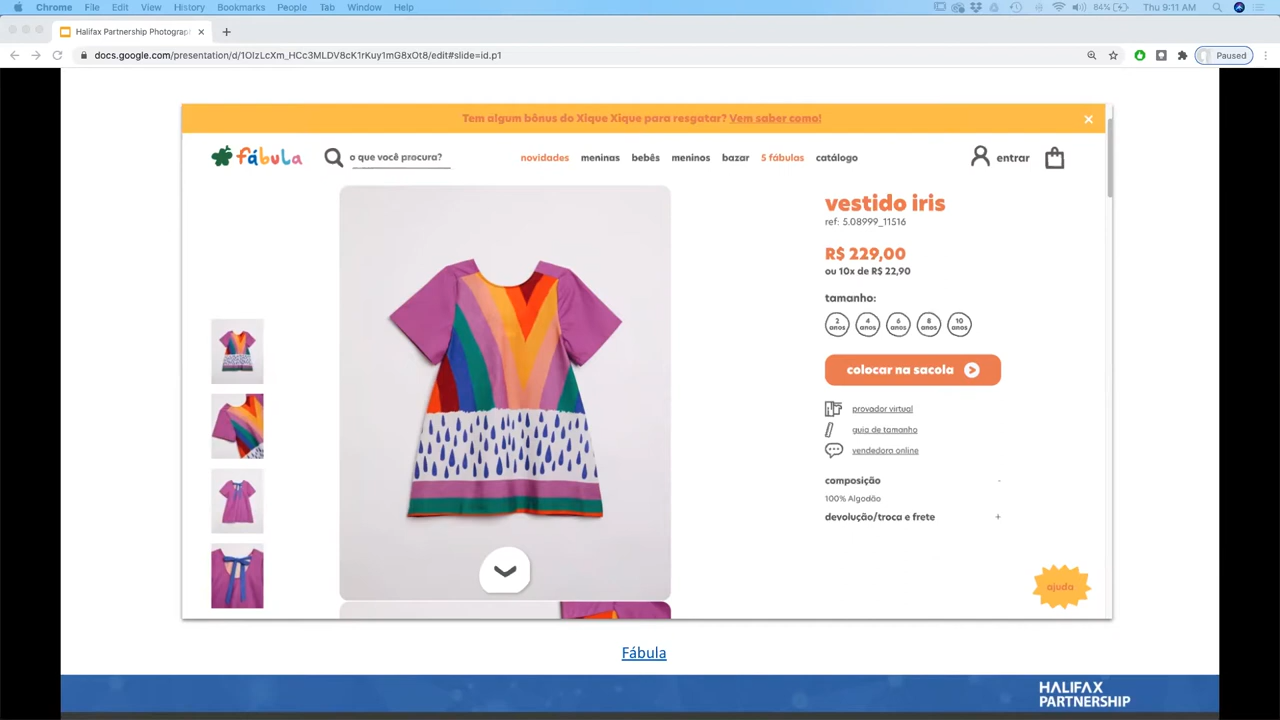 Chrome File Edit View History Bookmarks People Tab Window Help 84% Thu 9:11 AM
Halifax Partnership Photograp
docs.google.com/presentation/d/1OIzLcXm_HCc3MLDV8cK1rKuy1mG8xOt8/edit#slide=id.p1
Paused
Tem algum bônus do Xique Xique para resgatar? Vem saber como!
fábula
o que você procura?
novidades meninas bebês meninos bazar 5 fábulas catálogo
entrar
vestido iris
ref: 5.08999_11516
R$ 229,00
ou 10x de R$ 22,90
tamanho:
2 anos 4 anos 6 anos 8 anos 10 anos
colocar na sacola
provador virtual
guia de tamanho
vendedora online
composição -
100% Algodão
devolução/troca e frete +
ajuda
Fábula
HALIFAX
PARTNERSHIP